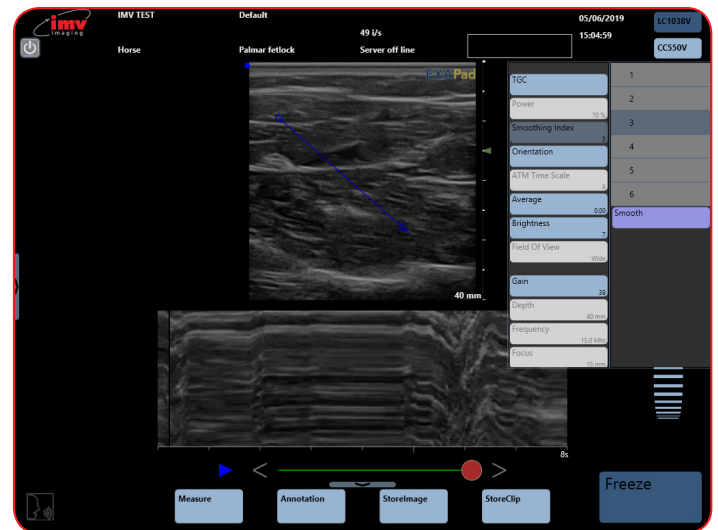 imv
imaging
IMV TEST
Default
05/06/2019
LC1038V
49 i/s
15:04:59
Horse
Palmar fetlock
Server off line
CC550V
EXAPad
40 mm
TGC
Power
70 %
Smoothing Index
3
Orientation
ATM Time Scale
8
Average
0.00
Brightness
7
Field Of View
Wide
Gain
39
Depth
40 mm
Frequency
15.0 Mhz
Focus
15 mm
1
2
3
4
5
6
Smooth
8s
Measure
Annotation
StoreImage
StoreClip
Freeze